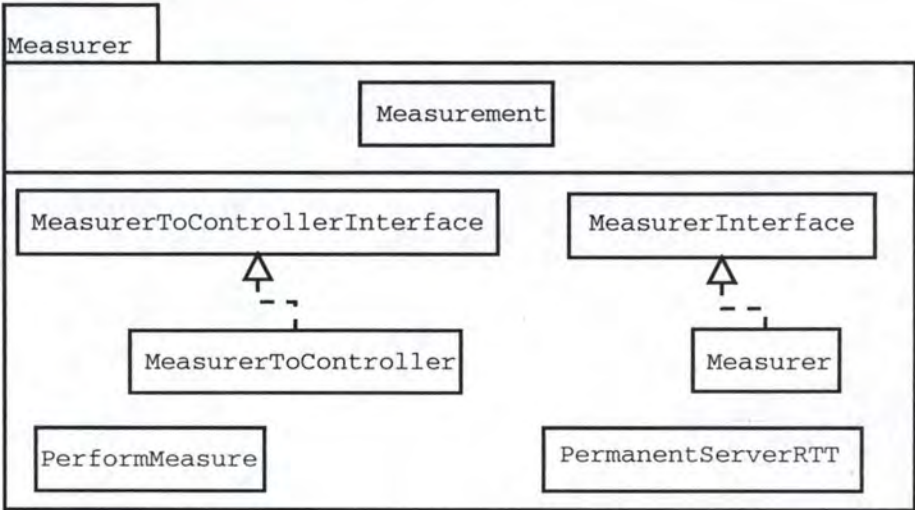 Measurer
Measurement
MeasurerToControllerInterface
MeasurerInterface
MeasurerToController
Measurer
PerformMeasure
PermanentServerRTT